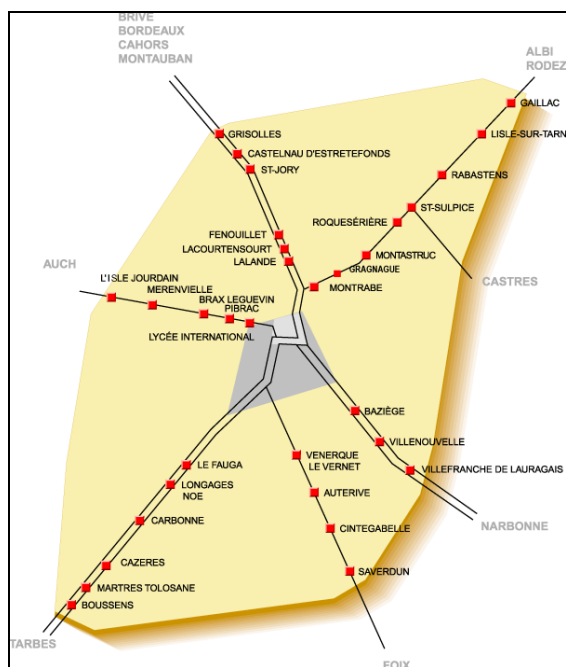 BRIVE
BORDEAUX
CAHORS
MONTAUBAN
ALBI
RODEZ
GAILLAC
GRISOLLES
LISLE-SUR-TARN
CASTELNAU D'ESTRETEFONDS
ST-JORY
RABASTENS
ST-SULPICE
ROQUESÉRIÈRE
FENOUILLET
LACOURTENSOURT
MONTASTRUC
LALANDE
GRAGNAGUE
AUCH
L'ISLE JOURDAIN
CASTRES
MERENVIELLE
MONTRABE
BRAX LEGUEVIN
PIBRAC
LYCÉE INTERNATIONAL
BAZIÈGE
VILLENOUVELLE
VENERQUE
LE VERNET
LE FAUGA
VILLEFRANCHE DE LAURAGAIS
LONGAGES
NOE
AUTERIVE
CARBONNE
CINTEGABELLE
NARBONNE
CAZERES
SAVERDUN
MARTRES TOLOSANE
BOUSSENS
TARBES
FOIX